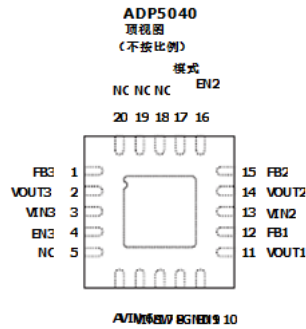 ADP5040
顶视图
（不按比例）
模式
NC NC NC EN2
20 19 18 17 16
FB3 1 15 FB2
VOUT3 2 14 VOUT2
VIN3 3 13 VIN2
EN3 4 12 FB1
NC 5 11 VOUT1
10